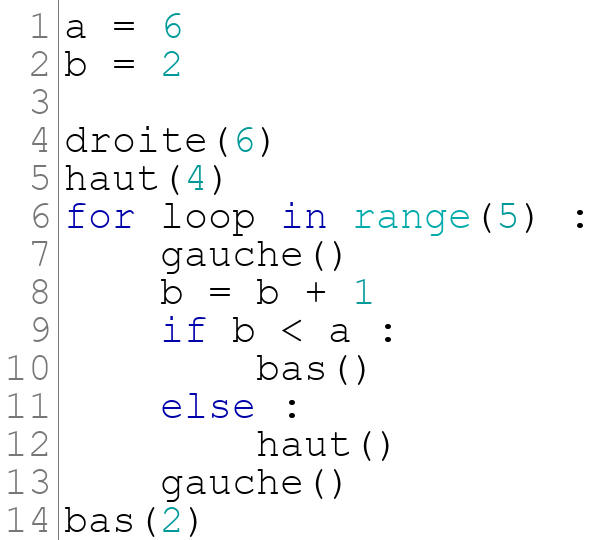 1 a = 6
2 b = 2
3
4 droite(6)
5 haut(4)
6 for loop in range(5) :
7     gauche()
8     b = b + 1
9     if b < a :
10         bas()
11     else :
12         haut()
13     gauche()
14 bas(2)